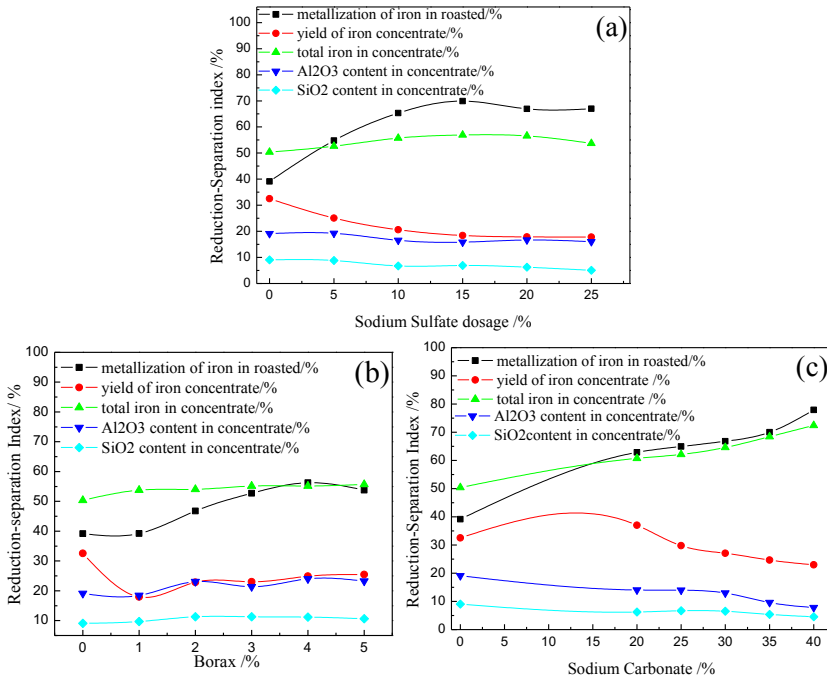 (a)
metallization of iron in roasted/%
yield of iron concentrate/%
total iron in concentrate/%
Al2O3 content in concentrate/%
SiO2 content in concentrate/%
Reduction-Separation index /%
100
90
80
70
60
50
40
30
20
10
0
0 5 10 15 20 25
Sodium Sulfate dosage /%
(b)
metallization of iron in roasted/%
yield of iron concentrate/%
total iron in concentrate/%
Al2O3 content in concentrate/%
SiO2 content in concentrate/%
Reduction-separation Index/ %
100
90
80
70
60
50
40
30
20
10
0 1 2 3 4 5
Borax /%
(c)
metallization of iron in roasted/%
yield of iron concentrate /%
total iron in concentrate /%
Al2O3 content in concentrate/%
SiO2content in concentrate/%
Reduction-Separation Index /%
100
90
80
70
60
50
40
30
20
10
0
0 5 10 15 20 25 30 35 40
Sodium Carbonate /%